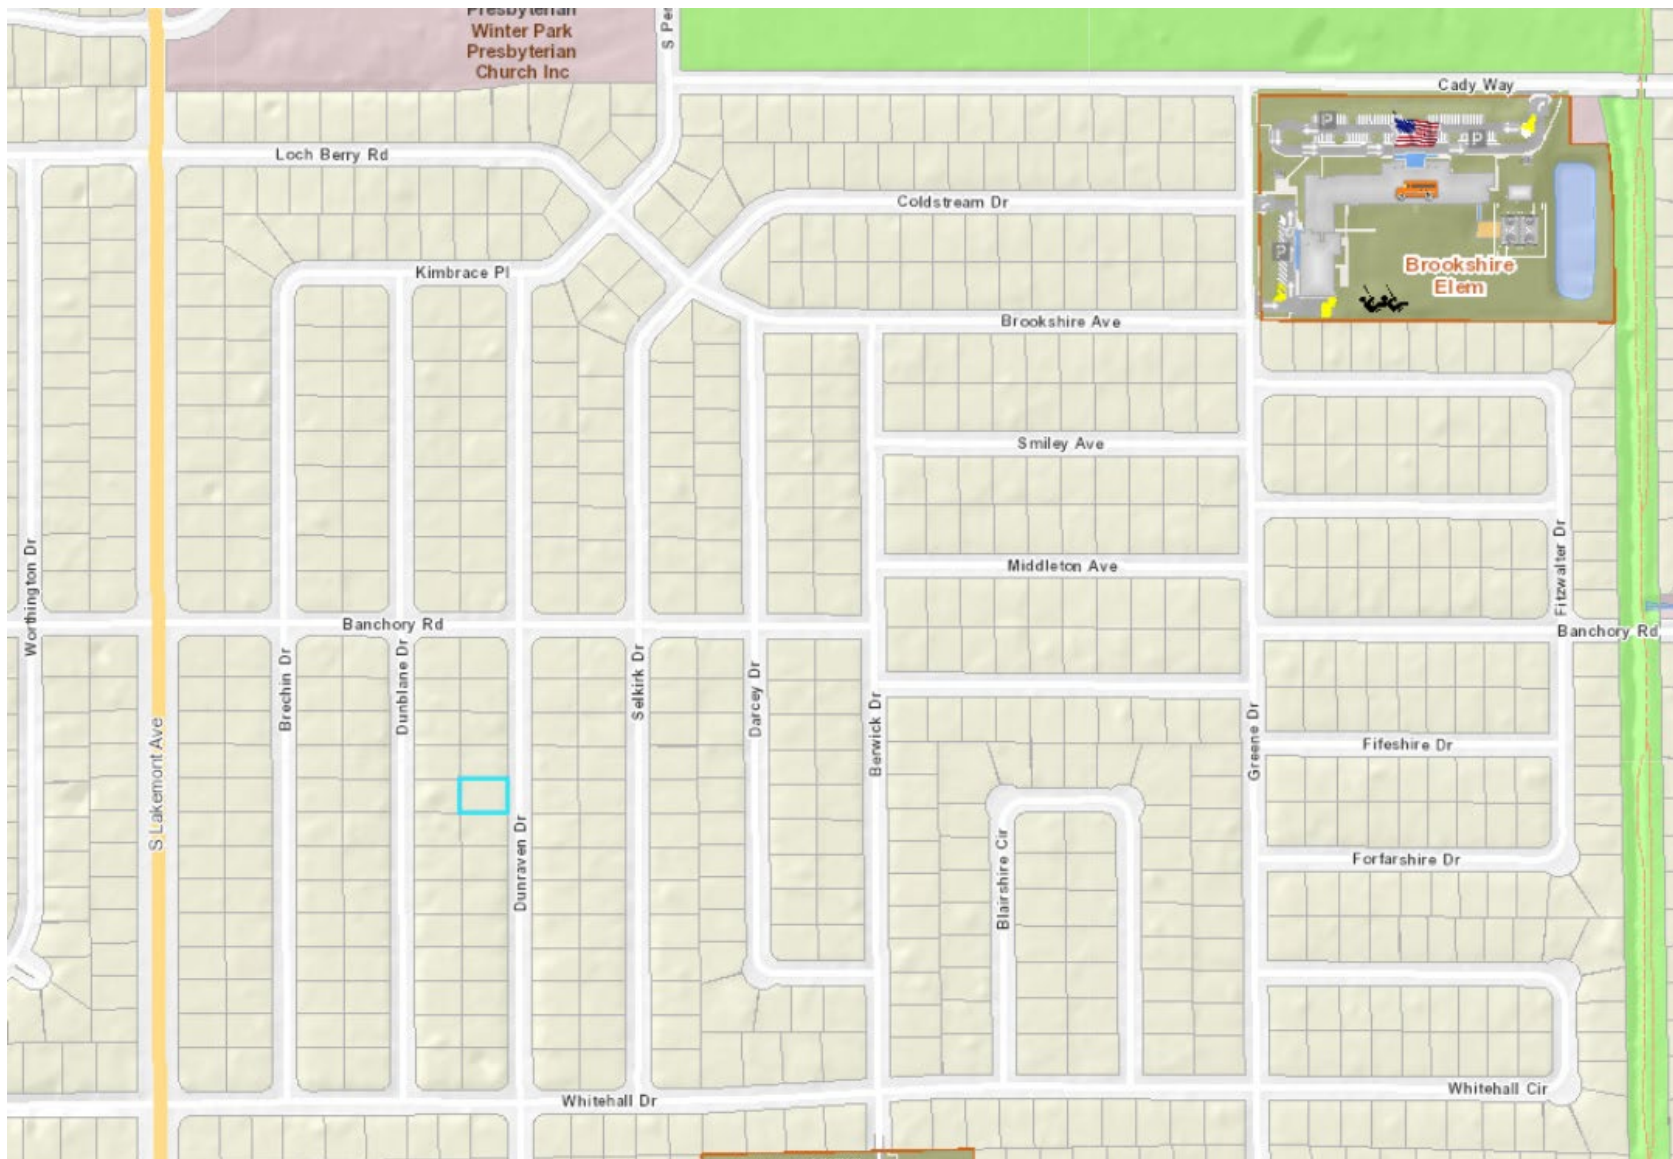 Presbyterian
Winter Park
Presbyterian
Church Inc
Cady Way
P
P
Loch Berry Rd
Coldstream Dr
P
Kimbrace Pl
Brookshire
Elem
Brookshire Ave
Smiley Ave
Worthington Dr
Middleton Ave
Fitzwalter Dr
Banchory Rd
Banchory Rd
Brechin Dr
Dunblane Dr
Selkirk Dr
Darcey Dr
Berwick Dr
Greene Dr
Fifeshire Dr
S Lakemont Ave
Dunraven Dr
Blairshire Cir
Forfarshire Dr
Whitehall Dr
Whitehall Cir